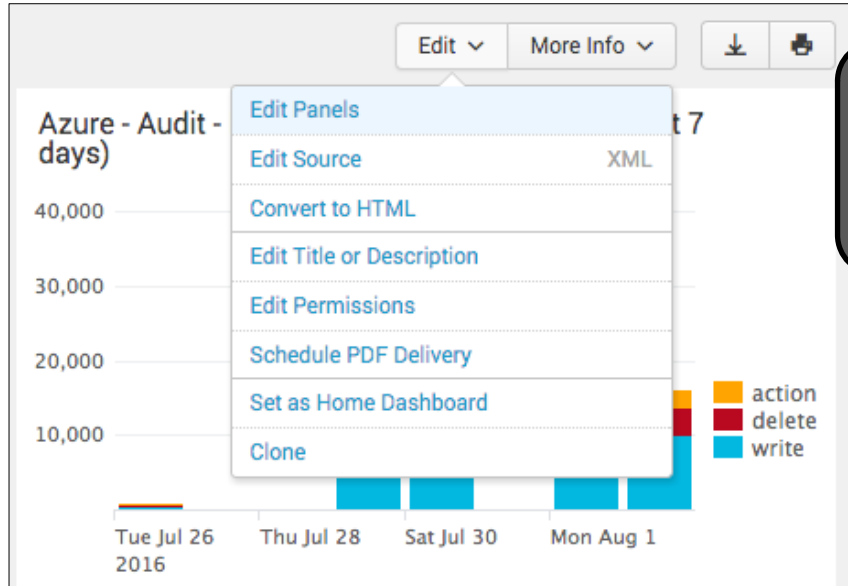 Edit
More Info
Azure - Audit -
t 7
days)
Edit Panels
Edit Source XML
Convert to HTML
Edit Title or Description
Edit Permissions
Schedule PDF Delivery
Set as Home Dashboard
Clone
40,000
30,000
20,000
10,000
action
delete
write
Tue Jul 26
2016
Thu Jul 28
Sat Jul 30
Mon Aug 1